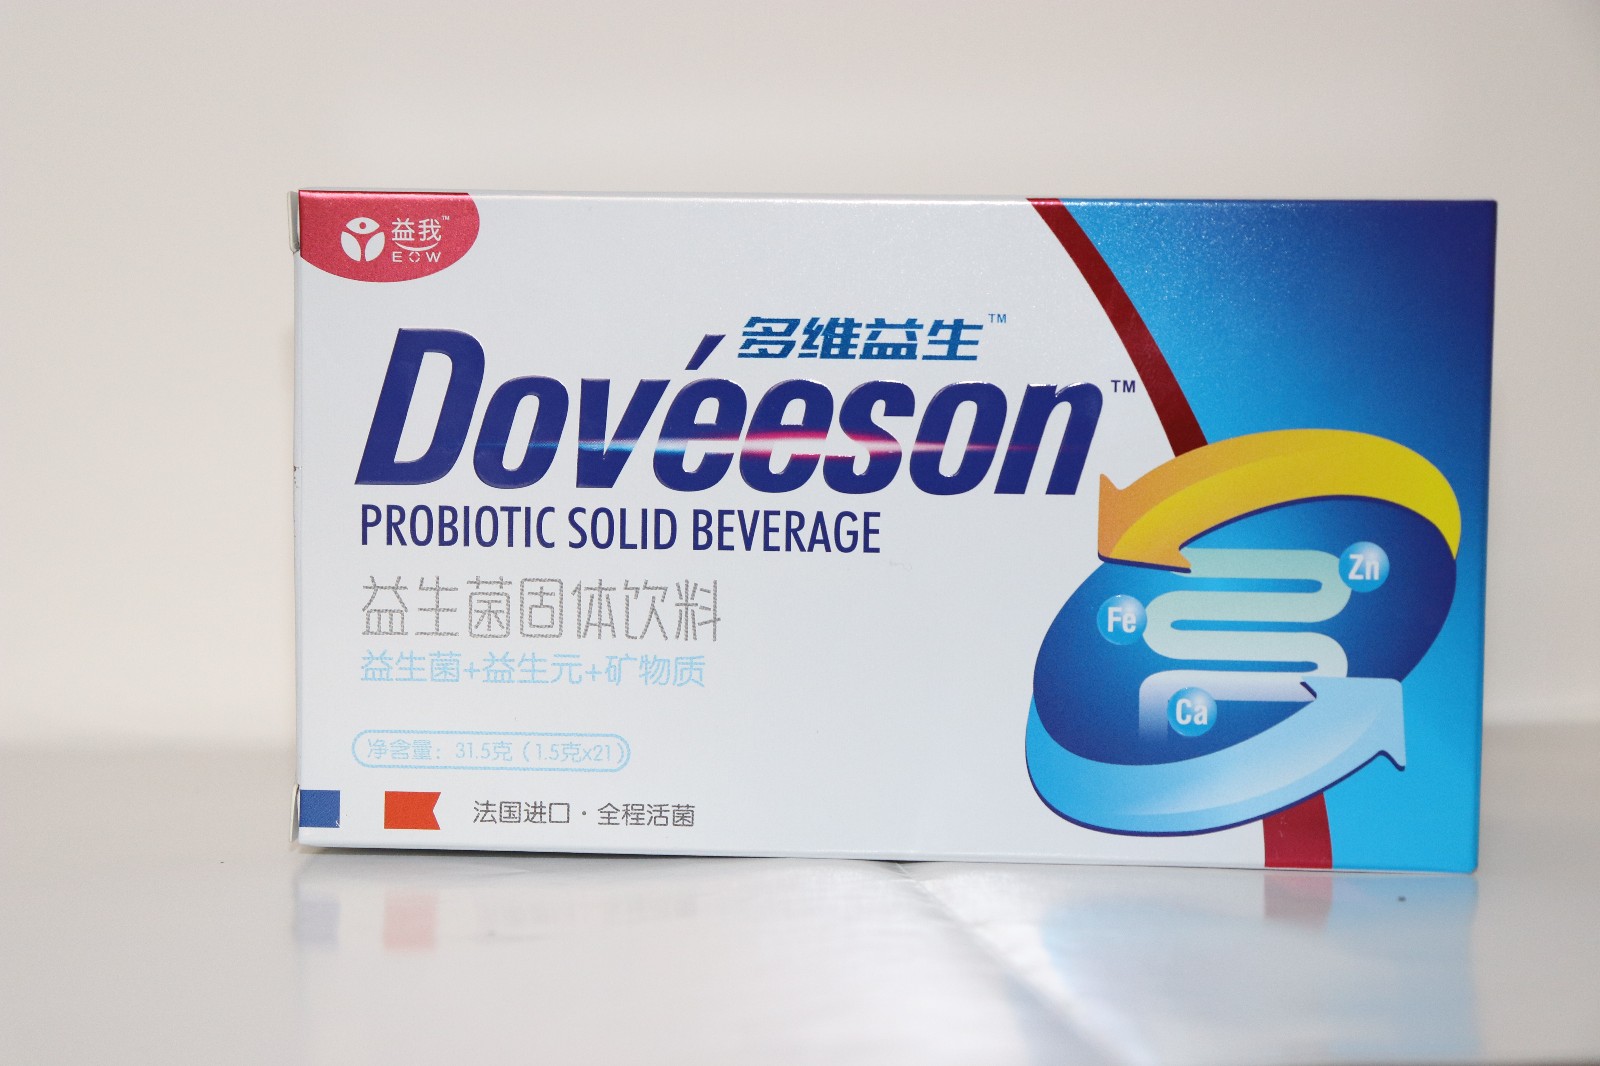 益我™
EOW
多维益生™
Dovéeson™
PROBIOTIC SOLID BEVERAGE
益生菌固体饮料
益生菌+益生元+矿物质
净含量：31.5克（1.5克x21）
法国进口·全程活菌
Zn
Fe
Ca